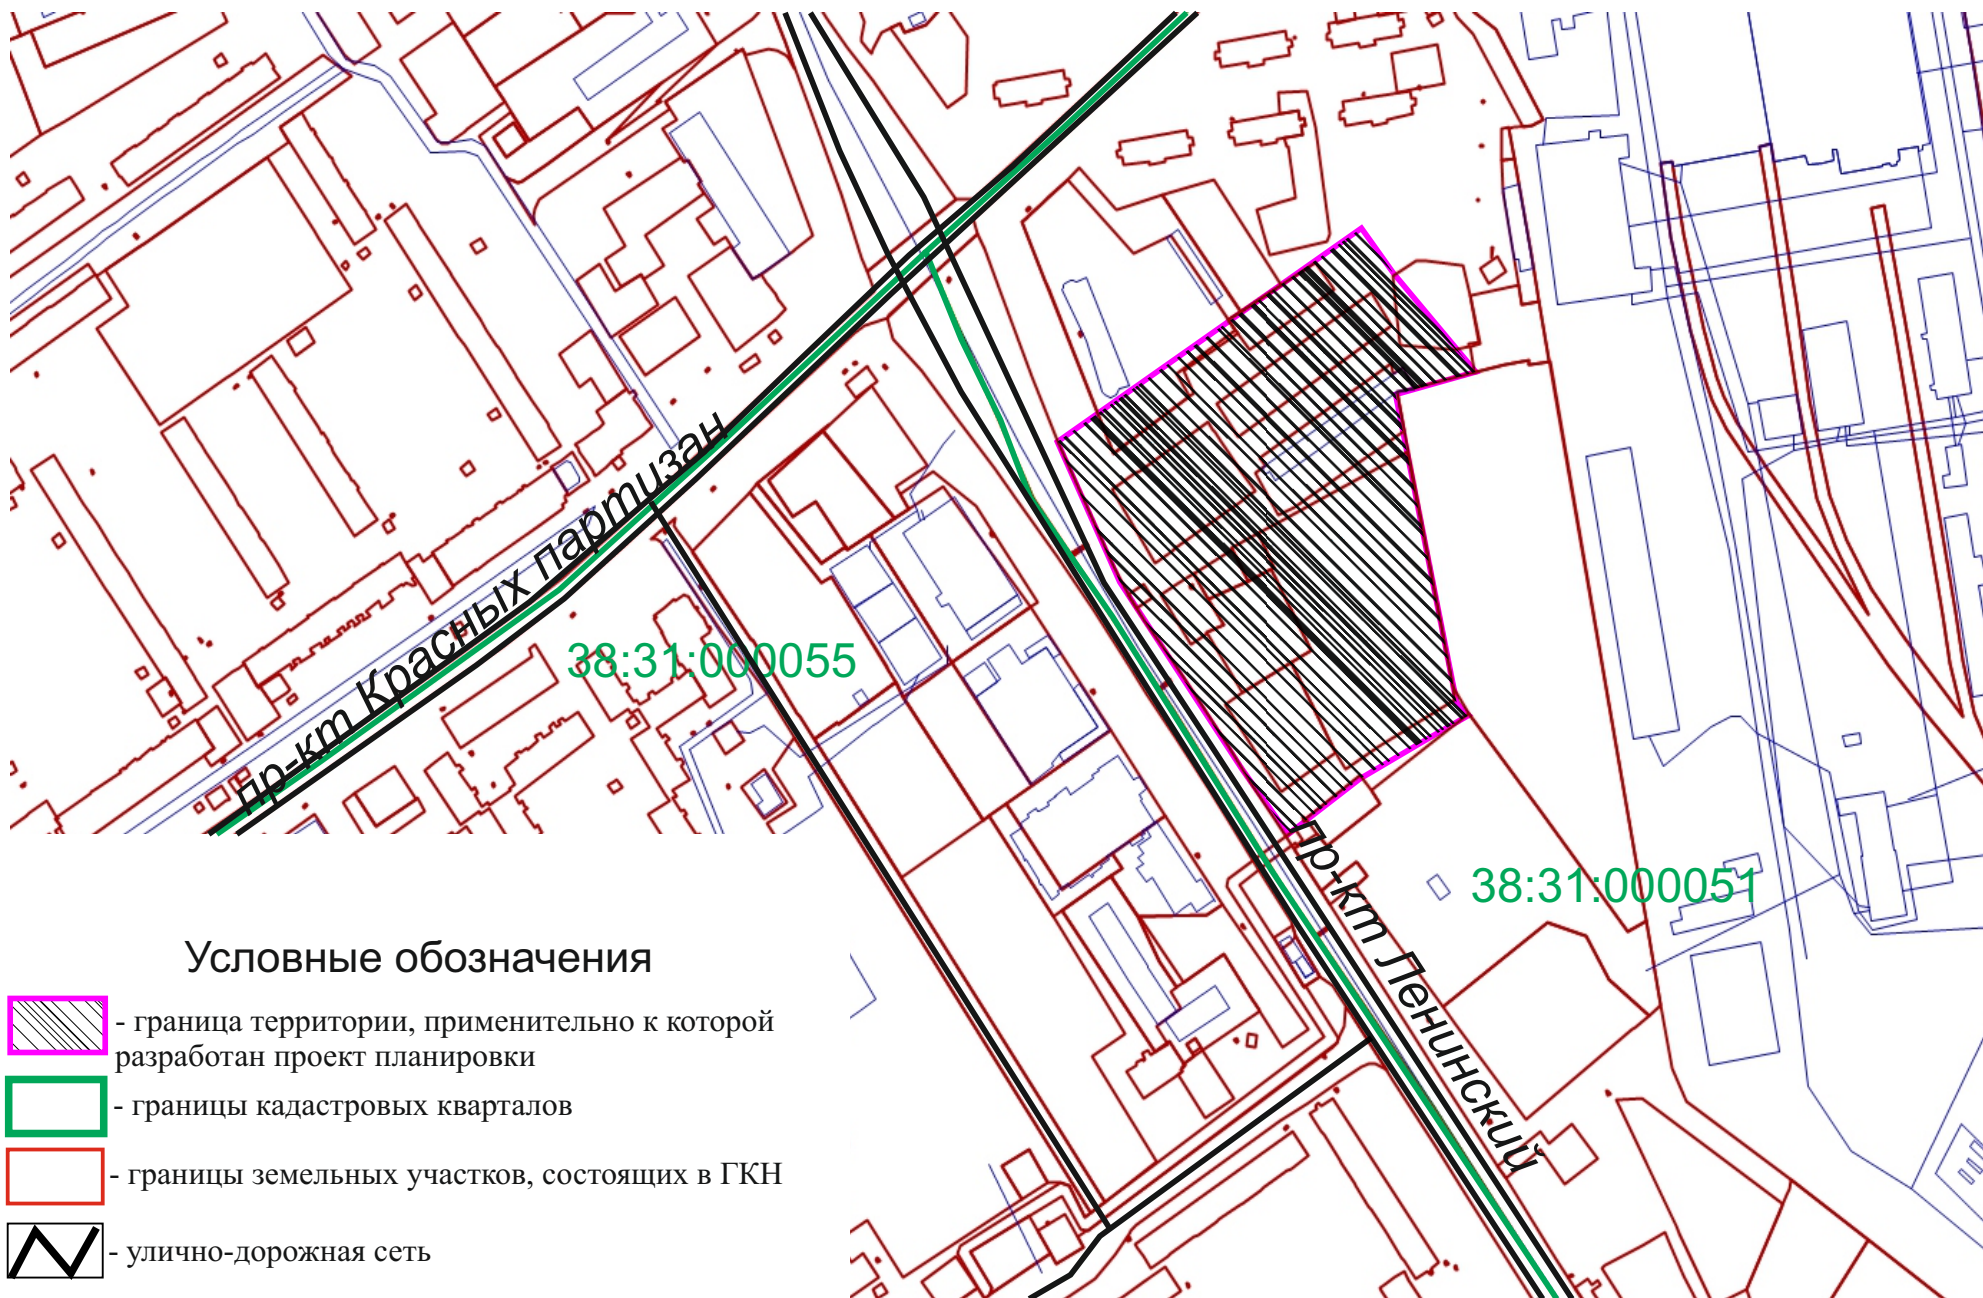 пр-кт Красных партизан
38:31:000055
38:31:000051
пр-кт Ленинский
Условные обозначения
- граница территории, применительно к которой
разработан проект планировки
- границы кадастровых кварталов
- границы земельных участков, состоящих в ГКН
- улично-дорожная сеть